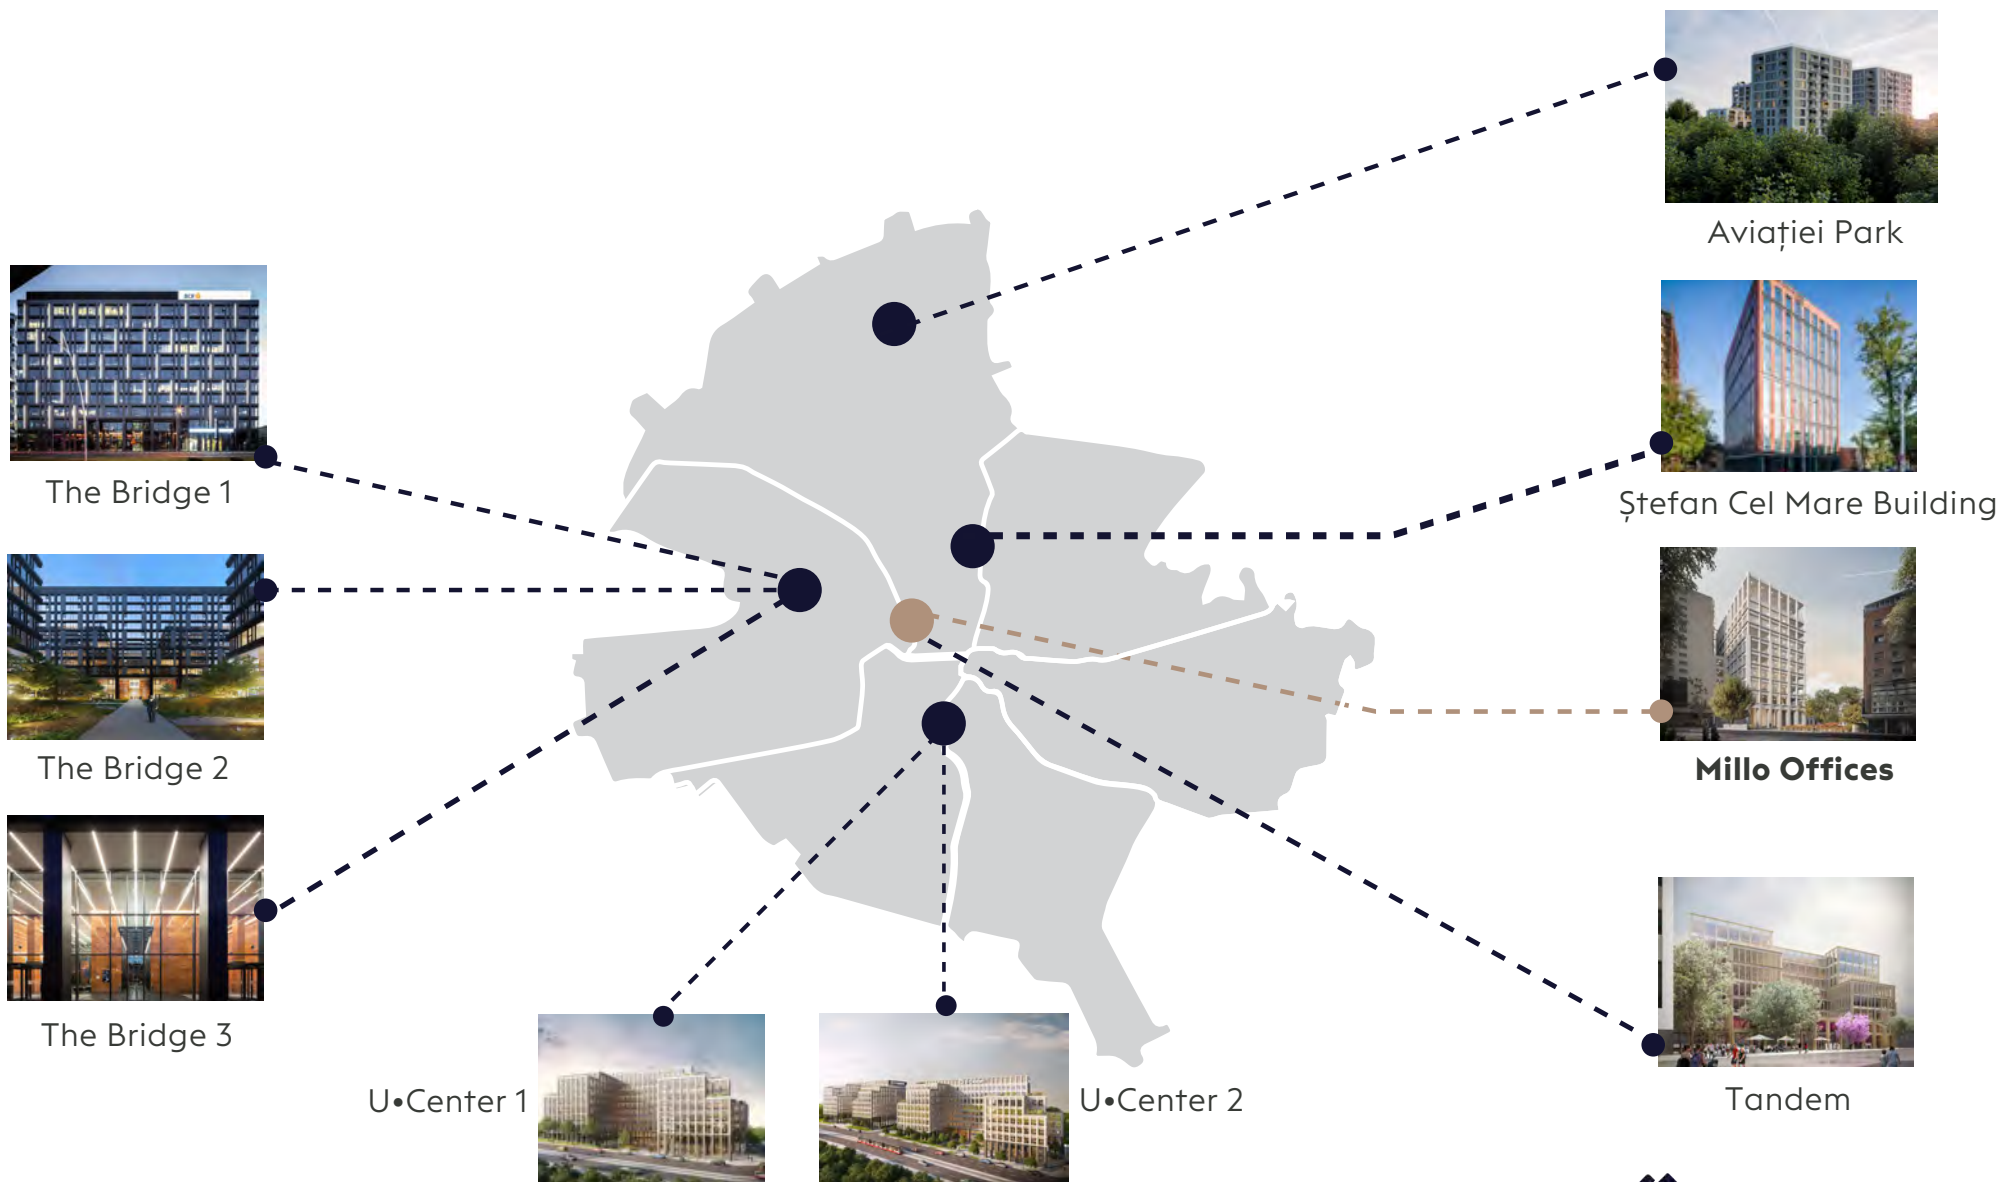 Aviației Park
The Bridge 1
Ștefan Cel Mare Building
The Bridge 2
Millo Offices
The Bridge 3
U•Center 1
U•Center 2
Tandem